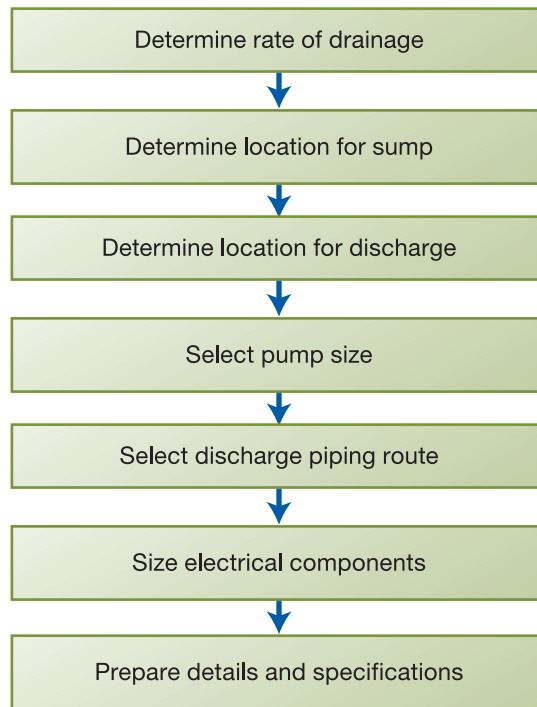 Determine rate of drainage
Determine location for sump
Determine location for discharge
Select pump size
Select discharge piping route
Size electrical components
Prepare details and specifications